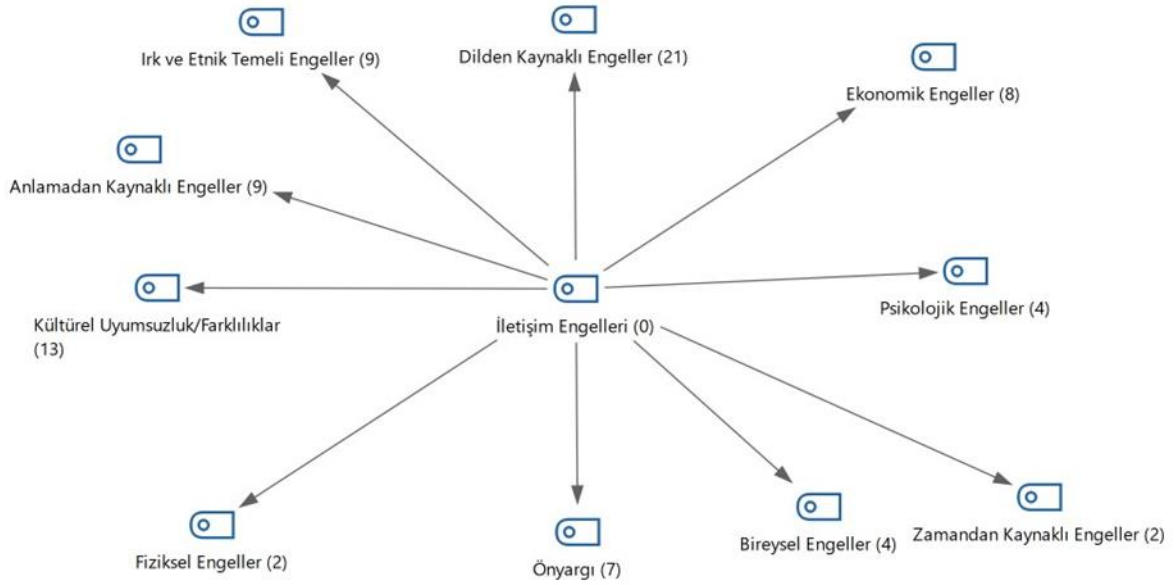 Irk ve Etnik Temeli Engeller (9)
Dilden Kaynaklı Engeller (21)
Ekonomik Engeller (8)
Anlamadan Kaynaklı Engeller (9)
Kültürel Uyumsuzluk/Farklılıklar
(13)
İletişim Engelleri (0)
Psikolojik Engeller (4)
Fiziksel Engeller (2)
Önyargı (7)
Bireysel Engeller (4)
Zamandan Kaynaklı Engeller (2)